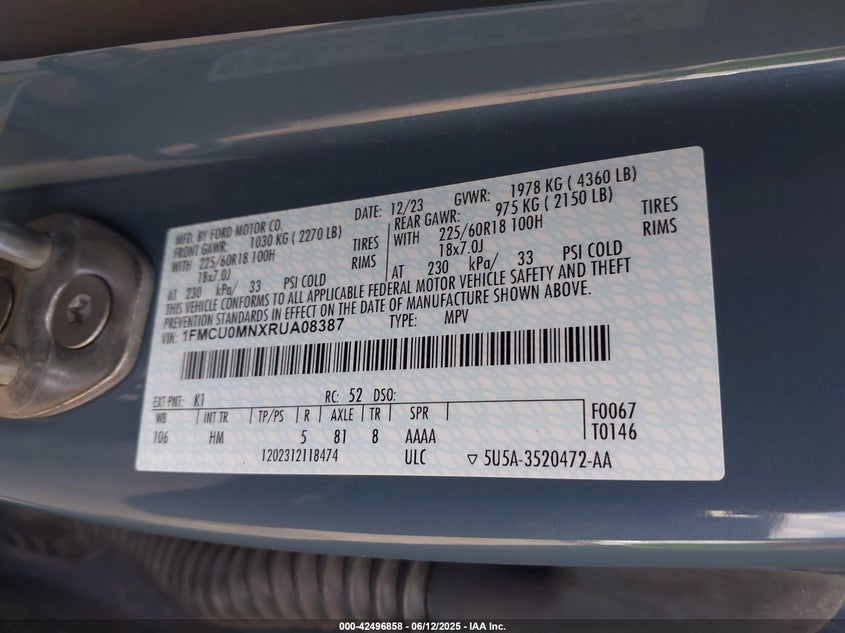 MFD. BY FORD MOTOR CO.
DATE: 12/23 GVWR: 1978 KG ( 4360 LB)
FRONT GAWR: 1030 KG ( 2270 LB)
REAR GAWR: 975 KG ( 2150 LB)
WITH 225/60R18 100H TIRES
WITH 225/60R18 100H TIRES
18x7.0J RIMS
18x7.0J RIMS
AT 230 kPa/ 33 PSI COLD
AT 230 kPa/ 33 PSI COLD
THIS VEHICLE CONFORMS TO ALL APPLICABLE FEDERAL MOTOR VEHICLE SAFETY AND THEFT
PREVENTION STANDARDS IN EFFECT ON THE DATE OF MANUFACTURE SHOWN ABOVE.
VIN: 1FMCU0MNXRUA08387 TYPE: MPV
EXT PNT: K1 RC: 52 DSO:
WB INT TR TP/PS R AXLE TR SPR
106 HM 5 81 8 AAAA
F0067
T0146
1202312118474 ULC ▽ 5U5A-3520472-AA
000-42496858 - 06/12/2025 - IAA Inc.